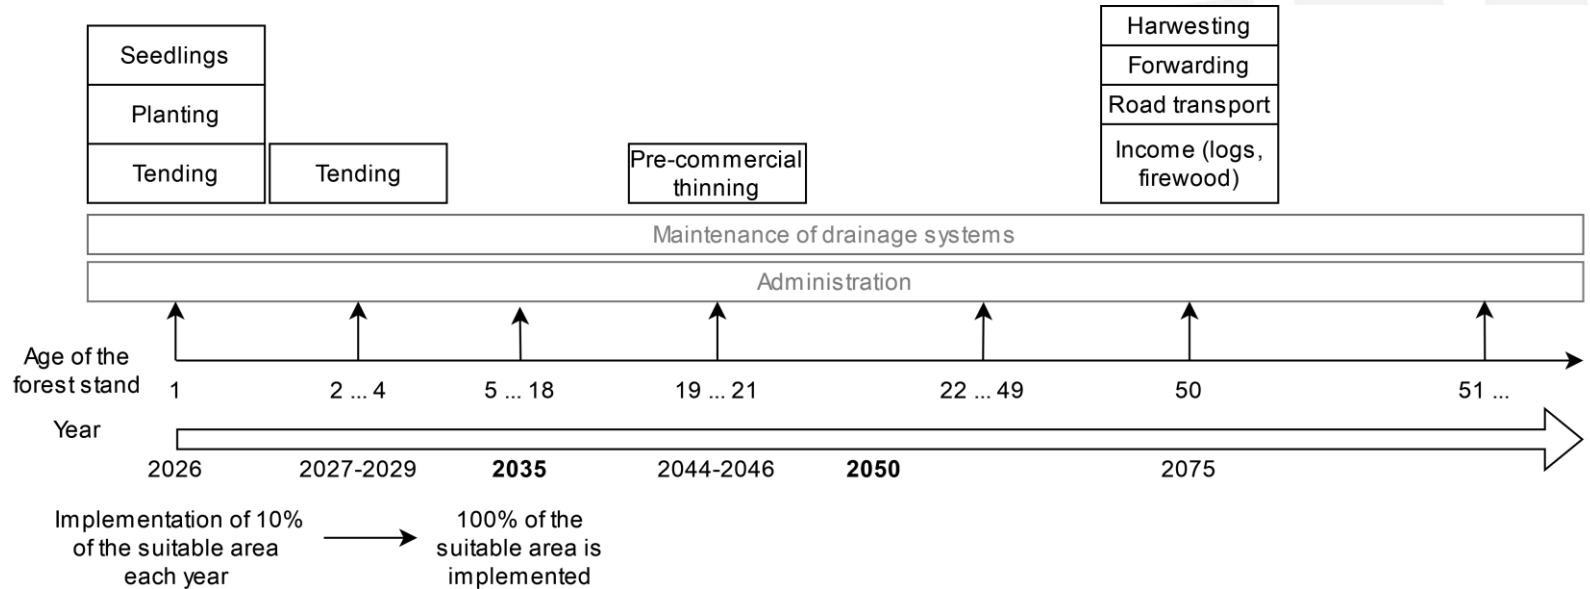 Seedlings
Planting
Tending
Tending
Pre-commercial
thinning
Harwesting
Forwarding
Road transport
Income (logs,
firewood)
Maintenance of drainage systems
Administration
Age of the
forest stand
1
2 ... 4
5 ... 18
19 ... 21
22 ... 49
50
51 ...
Year
2026
2027-2029
2035
2044-2046
2050
2075
Implementation of 10%
of the suitable area
each year
100% of the
suitable area is
implemented